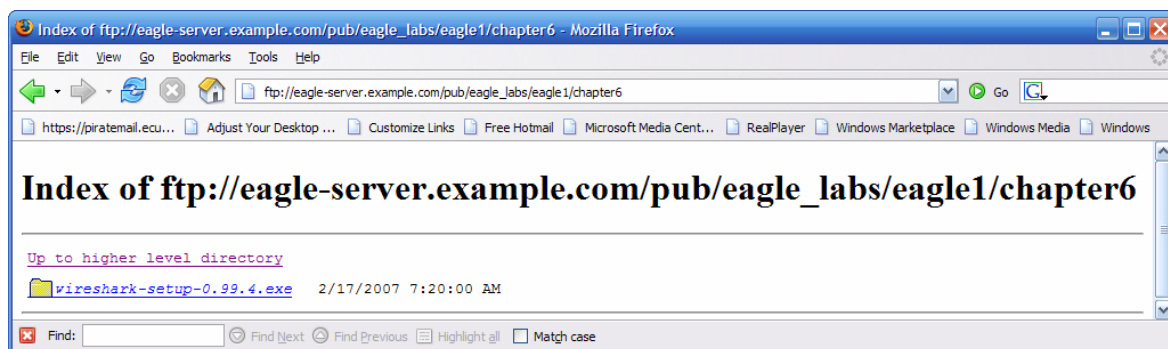 Index of ftp://eagle-server.example.com/pub/eagle_labs/eagle1/chapter6 - Mozilla Firefox
File Edit View Go Bookmarks Tools Help
ftp://eagle-server.example.com/pub/eagle_labs/eagle1/chapter6 Go G
https://piratemail.ecu... Adjust Your Desktop ... Customize Links Free Hotmail Microsoft Media Cent... RealPlayer Windows Marketplace Windows Media Windows
Index of ftp://eagle-server.example.com/pub/eagle_labs/eagle1/chapter6
Up to higher level directory
wireshark-setup-0.99.4.exe 2/17/2007 7:20:00 AM
Find: Find Next Find Previous Highlight all Match case